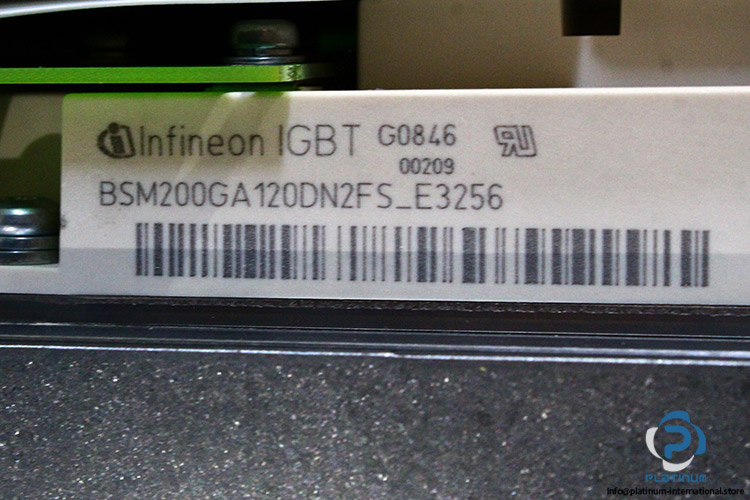 Infineon IGBT G0846
00209
BSM200GA120DN2FS_E3256
PLATINUM
Info@platinum-international.store